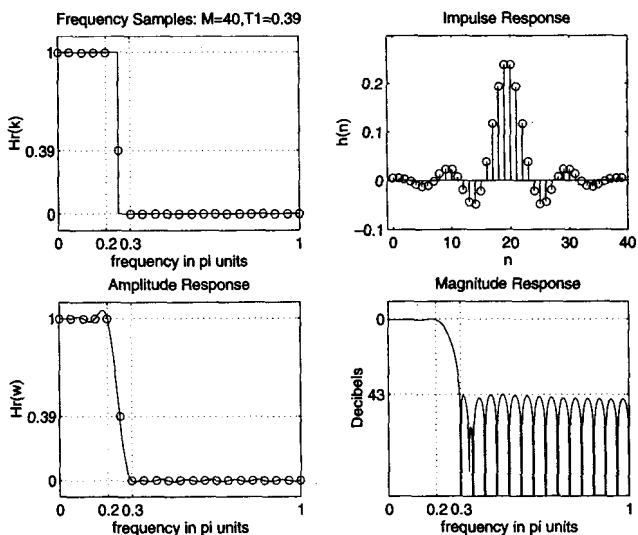 Frequency Samples: M=40,T1=0.39
1
0.39
0
Hr(k)
0
0.2
0.3
1
frequency in pi units
Impulse Response
0.2
0.1
0
−0.1
h(n)
0
10
20
30
40
n
Amplitude Response
1
0.39
0
Hr(w)
0
0.2
0.3
1
frequency in pi units
Magnitude Response
0
43
Decibels
0
0.2
0.3
1
frequency in pi units